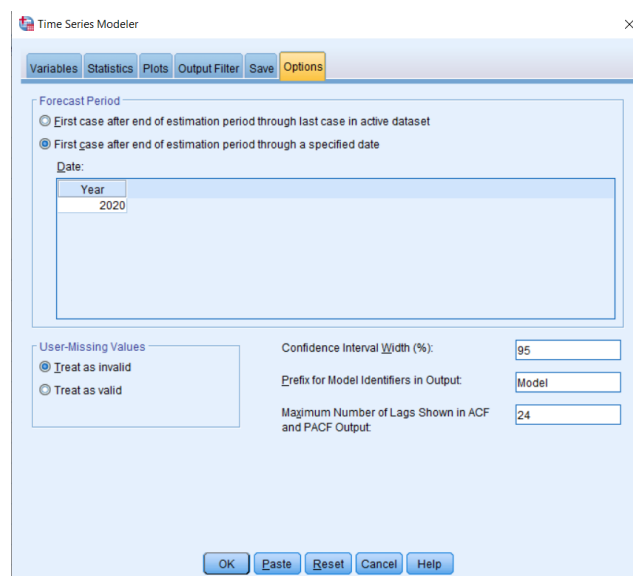 Time Series Modeler
Variables Statistics Plots Output Filter Save Options
Forecast Period
First case after end of estimation period through last case in active dataset
First case after end of estimation period through a specified date
Date:
Year
2020
User-Missing Values
Treat as invalid
Treat as valid
Confidence Interval Width (%):
95
Prefix for Model Identifiers in Output:
Model
Maximum Number of Lags Shown in ACF
and PACF Output:
24
OK Paste Reset Cancel Help